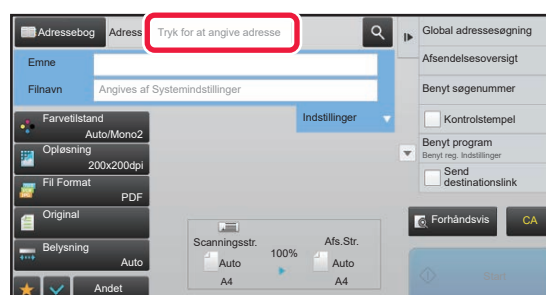 Adressebog
Adress
Tryk for at angive adresse
Emne
Filnavn
Angives af Systemindstillinger
Indstillinger
Farvetilstand
Auto/Mono2
Opløsning
200x200dpi
Fil Format
PDF
Original
Belysning
Auto
Andet
Scanningsstr.
Auto
A4
100%
Afs.Str.
Auto
A4
Global adressesøgning
Afsendelsesoversigt
Benyt søgenummer
Kontrolstempel
Benyt program
Benyt reg. Indstillinger
Send
destinationslink
Forhåndsvis
CA
Start